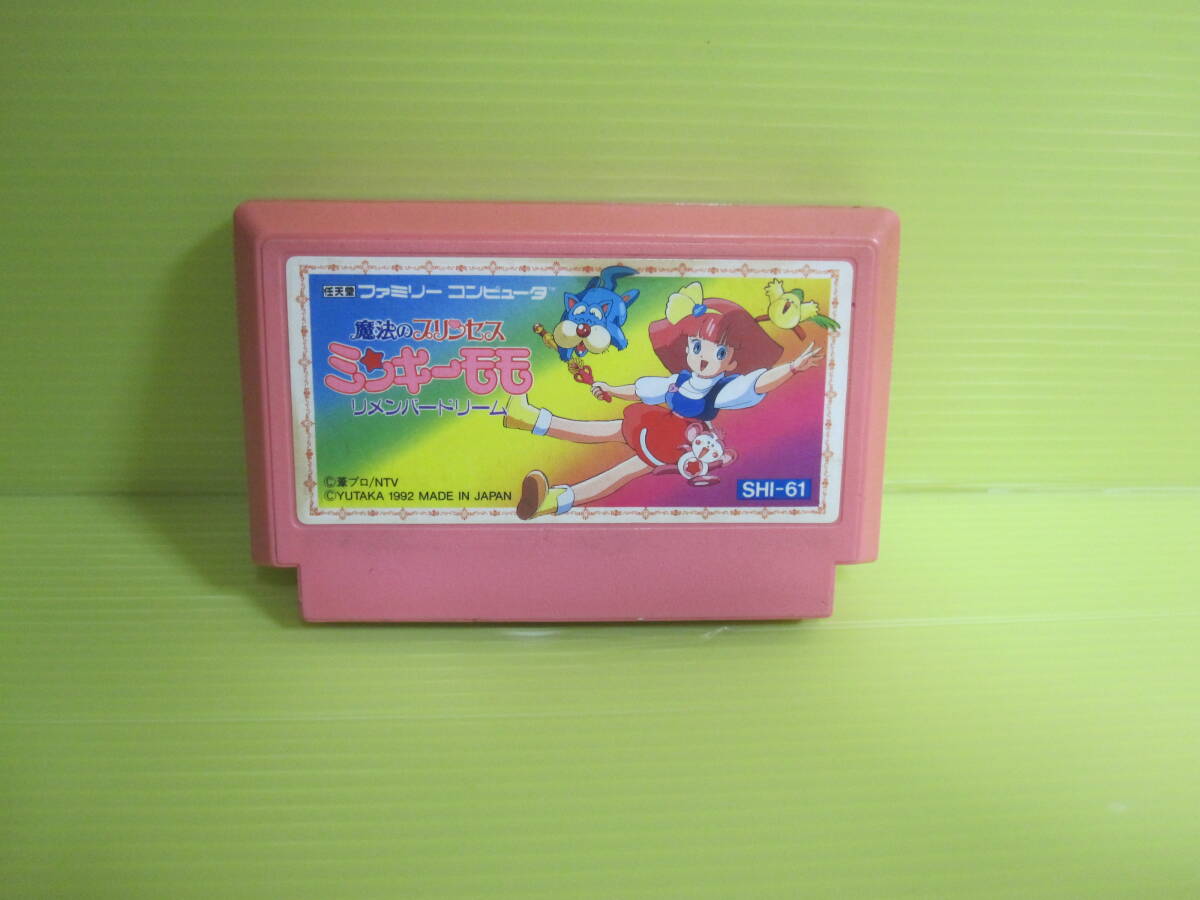 任天堂 ファミリー コンピュータ™
魔法のプリンセス
ミンキーモモ
リメンバードリーム
©葦プロ/NTV
©YUTAKA 1992 MADE IN JAPAN
SHI-61